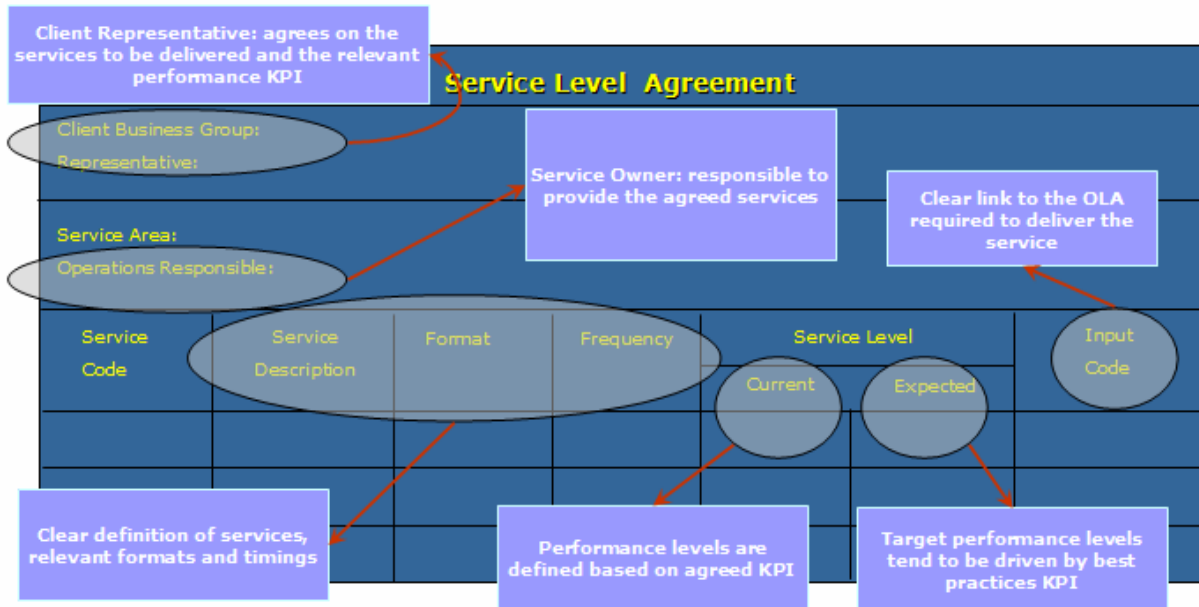 Client Representative: agrees on the
services to be delivered and the relevant
performance KPI
Service Level Agreement
Client Business Group:
Representative:
Service Owner: responsible to
provide the agreed services
Clear link to the OLA
required to deliver the
service
Service Area:
Operations Responsible:
Service
Code
Service
Description
Format
Frequency
Service Level
Current
Expected
Input
Code
Clear definition of services,
relevant formats and timings
Performance levels are
defined based on agreed KPI
Target performance levels
tend to be driven by best
practices KPI